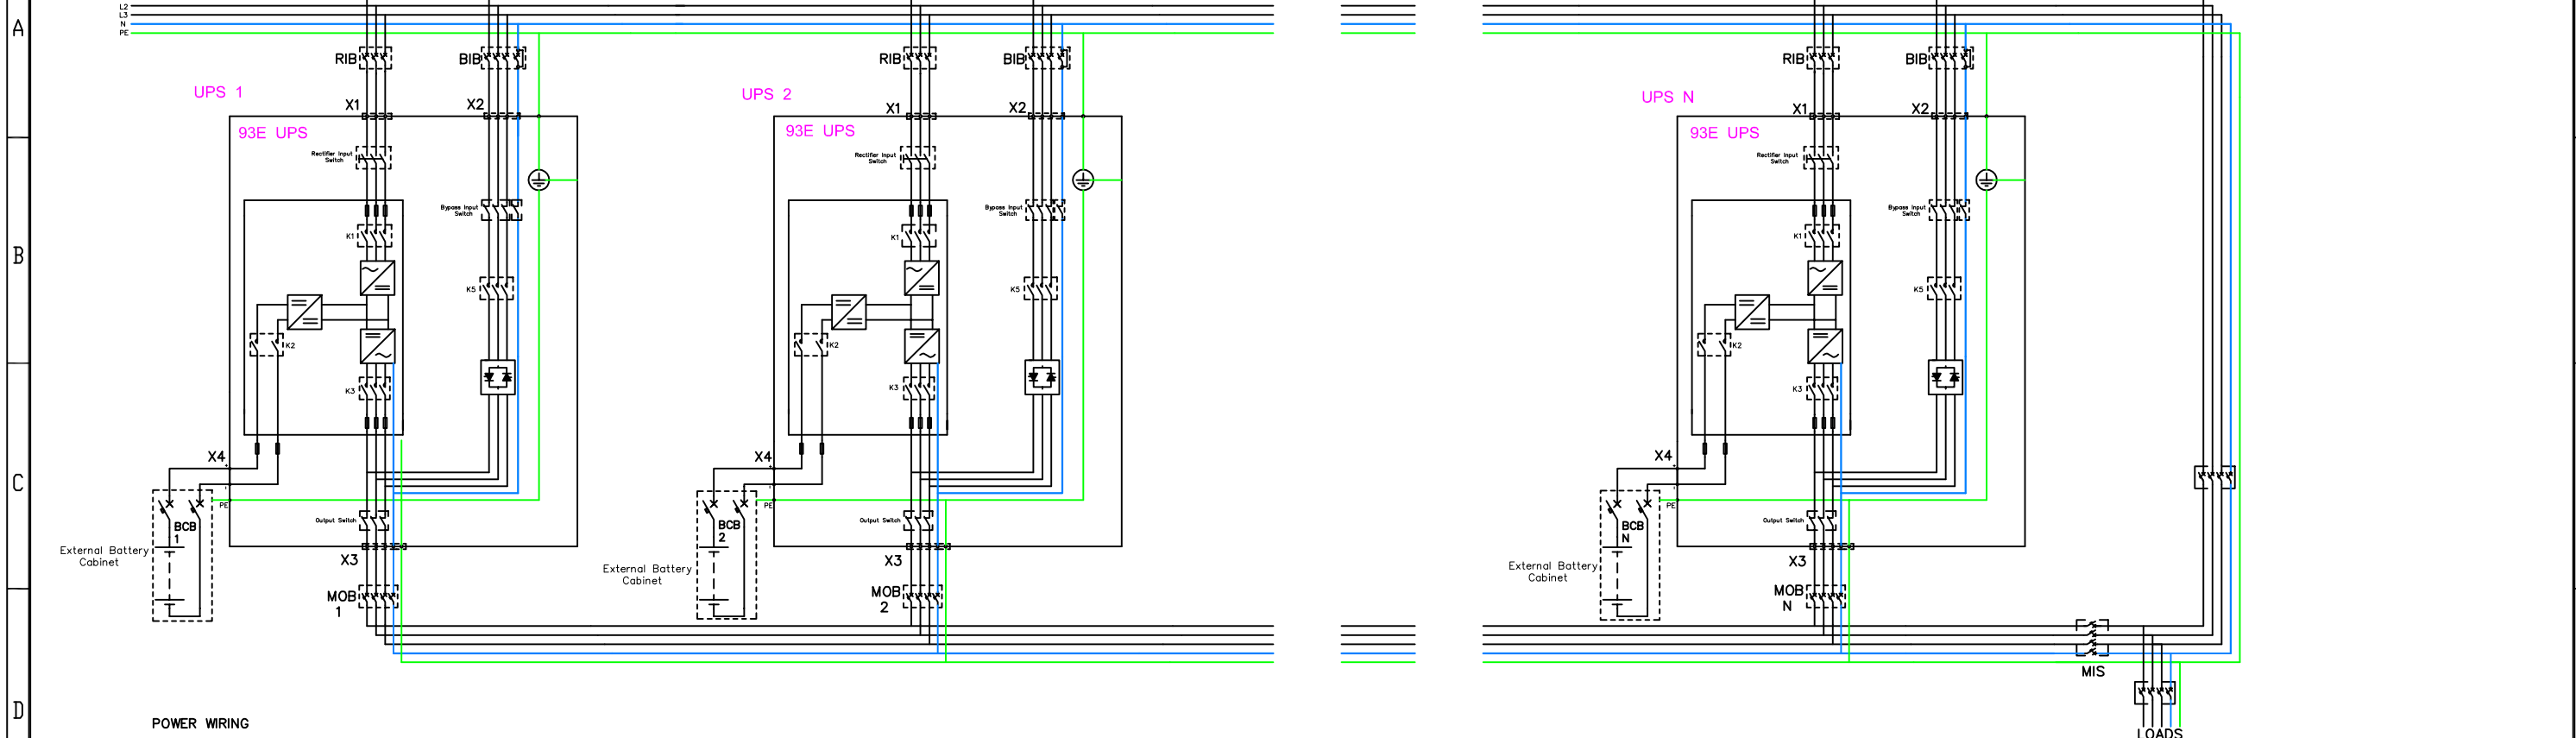 A
B
C
D
L2
L3
N
PE
RIB
BIB
UPS 1
X1
X2
93E UPS
Rectifier Input
Switch
Bypass Input
Switch
K1
K5
K2
K3
X4
+
-
PE
BCB
1
Output Switch
External Battery
Cabinet
X3
MOB
1
RIB
BIB
UPS 2
X1
X2
93E UPS
Rectifier Input
Switch
Bypass Input
Switch
K1
K5
K2
K3
X4
+
-
PE
BCB
2
Output Switch
External Battery
Cabinet
X3
MOB
2
RIB
BIB
UPS N
X1
X2
93E UPS
Rectifier Input
Switch
Bypass Input
Switch
K1
K5
K2
K3
X4
+
-
PE
BCB
N
Output Switch
External Battery
Cabinet
X3
MOB
N
MIS
LOADS
POWER WIRING